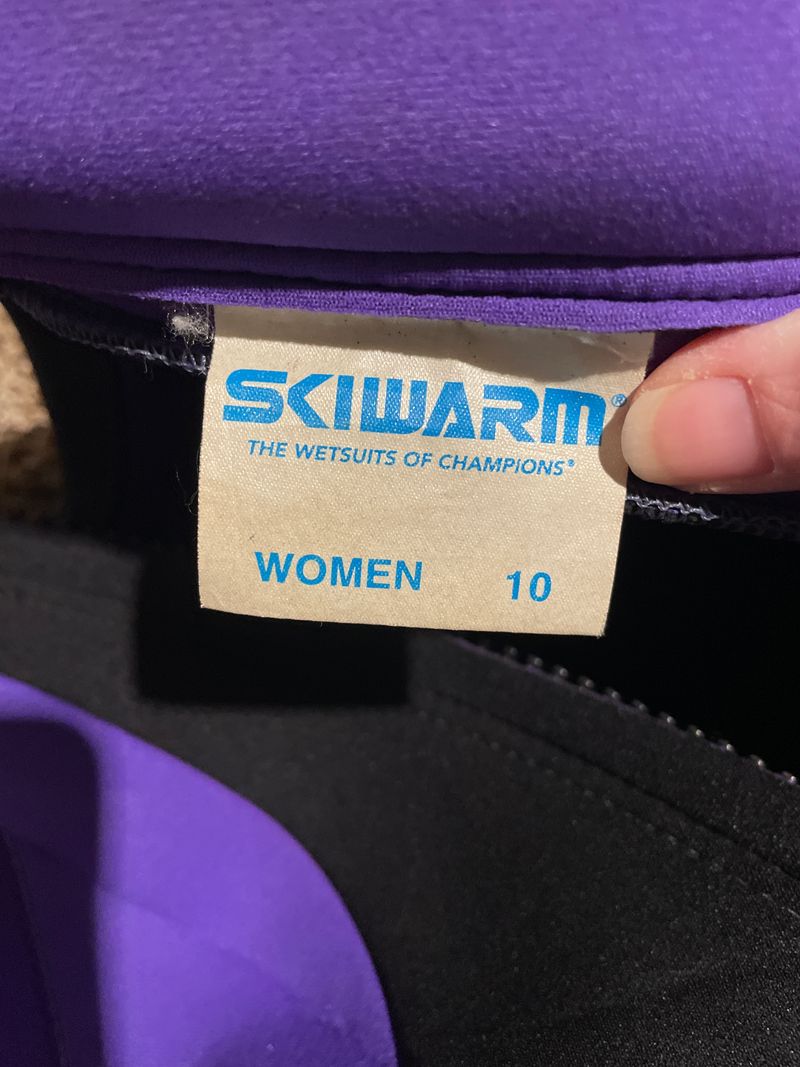 SKIWARM®
THE WETSUITS OF CHAMPIONS®
WOMEN 10